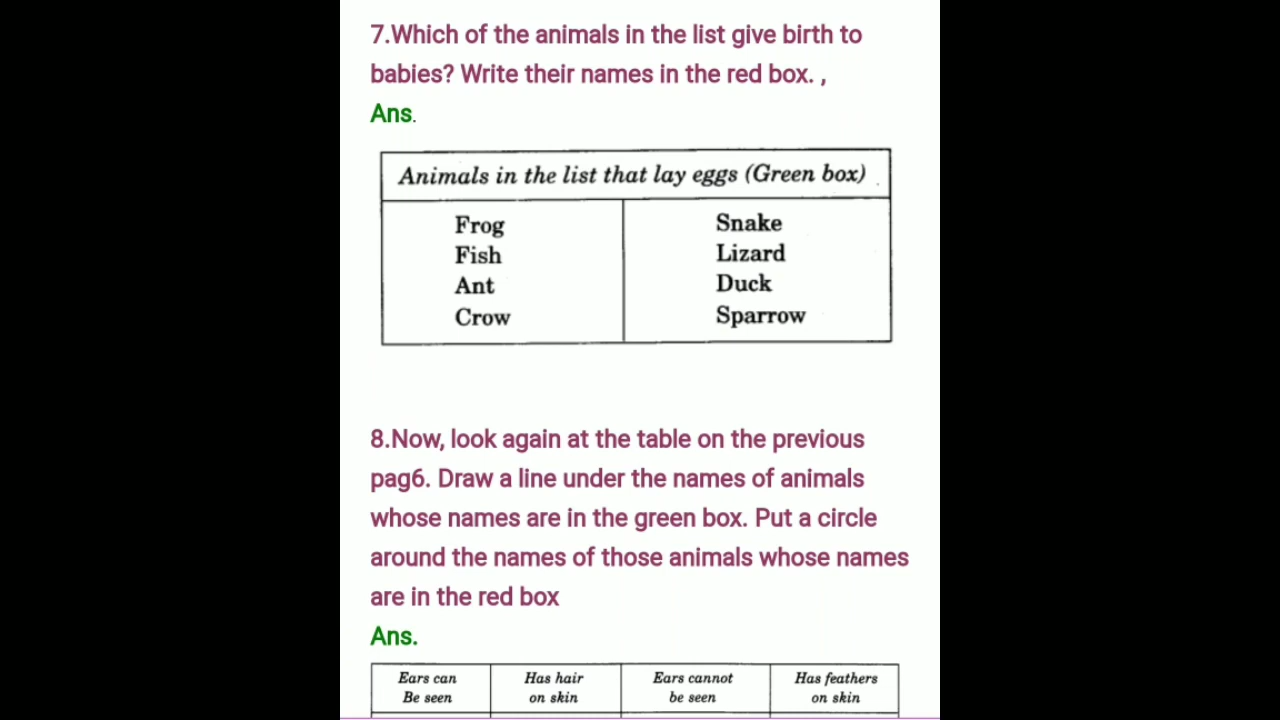 7.Which of the animals in the list give birth to
babies? Write their names in the red box. ,
Ans.
Animals in the list that lay eggs (Green box)
Frog Snake
Fish Lizard
Ant Duck
Crow Sparrow
8.Now, look again at the table on the previous
pag6. Draw a line under the names of animals
whose names are in the green box. Put a circle
around the names of those animals whose names
are in the red box
Ans.
Ears can Has hair Ears cannot Has feathers
Be seen on skin be seen on skin